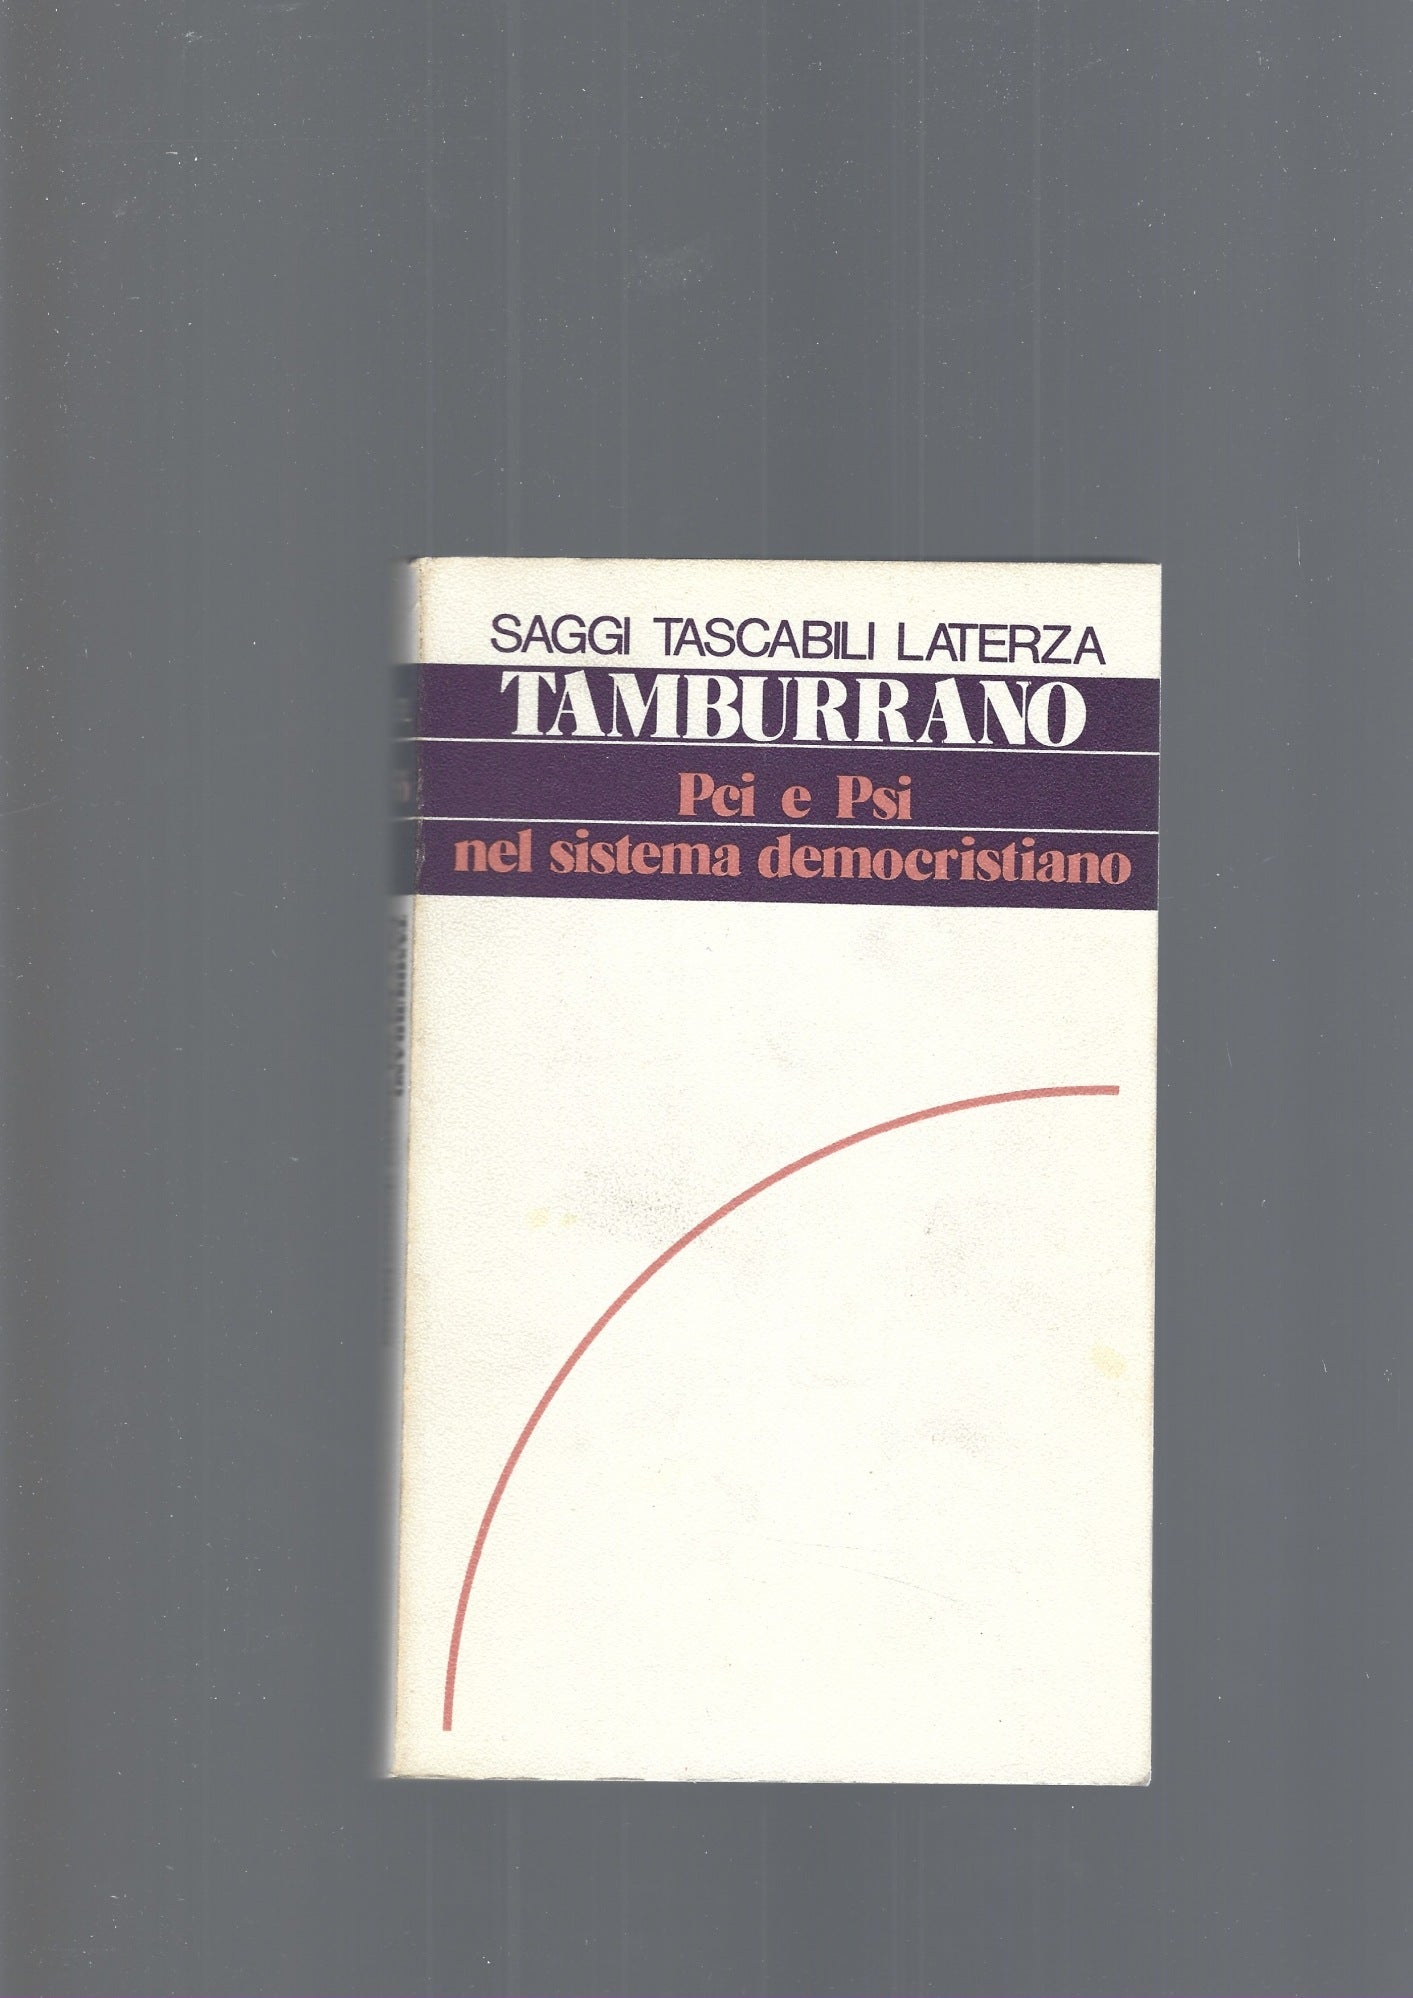 SAGGI TASCABILI LATERZA
TAMBURRANO
Pci e Psi
nel sistema democristiano